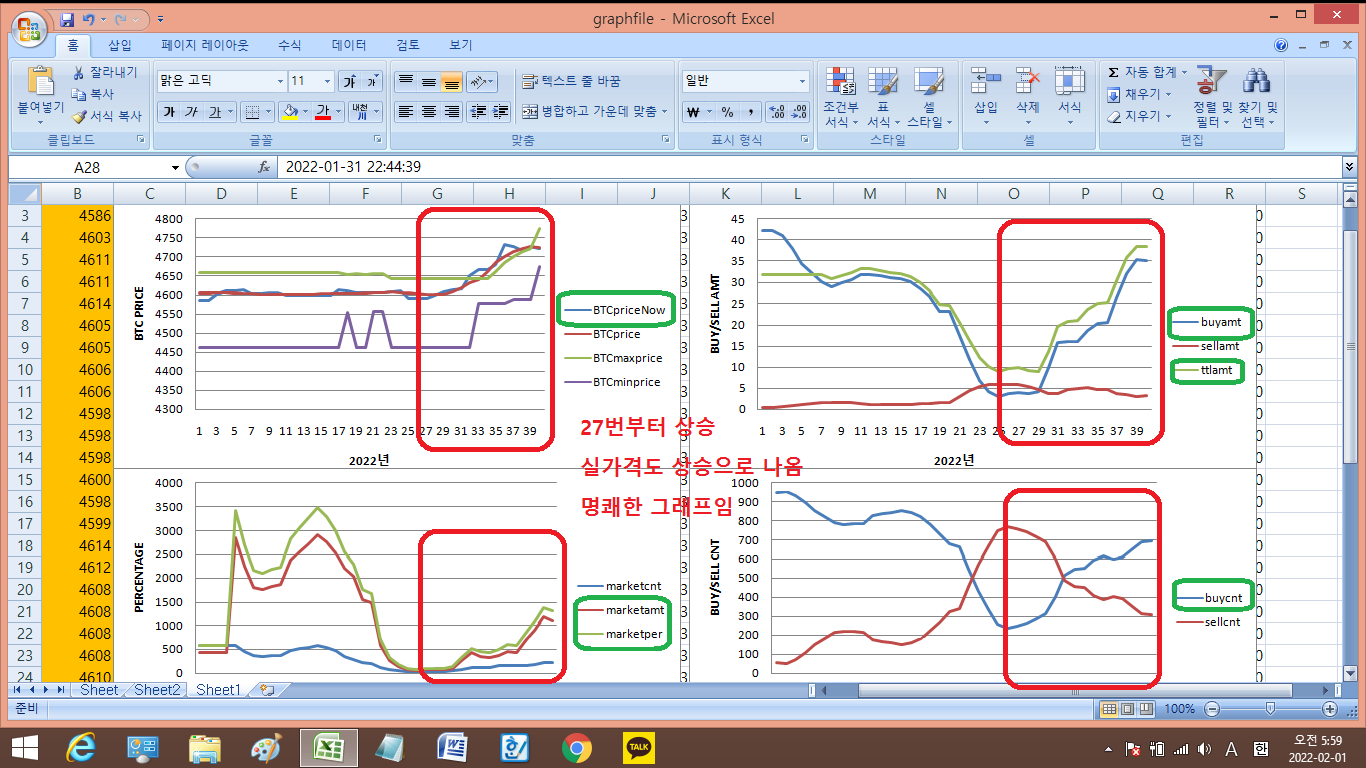 graphfile - Microsoft Excel
홈 삽입 페이지 레이아웃 수식 데이터 검토 보기
붙여넣기 잘라내기 복사 서식 복사
맑은 고딕 11
가 가 가 내천
텍스트 줄 바꿈
병합하고 가운데 맞춤
일반
조건부 서식 표 서식 셀 스타일
삽입 삭제 서식
Σ 자동 합계 채우기 지우기
정렬 및 필터 찾기 및 선택
클립보드 글꼴 맞춤 표시 형식 스타일 셀 편집
A28 fx 2022-01-31 22:44:39
B C D E F G H I J K L M N O P Q R S
3 4586
4 4603
5 4611
6 4611
7 4614
8 4605
9 4605
10 4606
11 4606
12 4598
13 4598
14 4598
15 4600
16 4598
17 4599
18 4614
19 4612
20 4608
21 4608
22 4608
23 4608
24 4610
BTC PRICE
4800
4750
4700
4650
4600
4550
4500
4450
4400
4350
4300
1 3 5 7 9 11 13 15 17 19 21 23 25 27 29 31 33 35 37 39
2022년
BTCpriceNow
BTCprice
BTCmaxprice
BTCminprice
BUY/SELL AMT
45
40
35
30
25
20
15
10
5
0
1 3 5 7 9 11 13 15 17 19 21 23 25 27 29 31 33 35 37 39
2022년
buyamt
sellamt
ttlamt
27번부터 상승
실가격도 상승으로 나옴
명쾌한 그래프임
PERCENTAGE
4000
3500
3000
2500
2000
1500
1000
500
0
marketcnt
marketamt
marketper
BUY/SELL CNT
1000
900
800
700
600
500
400
300
200
100
0
buycnt
sellcnt
Sheet Sheet2 Sheet1
준비 100%
TALK
A 한
오전 5:59
2022-02-01